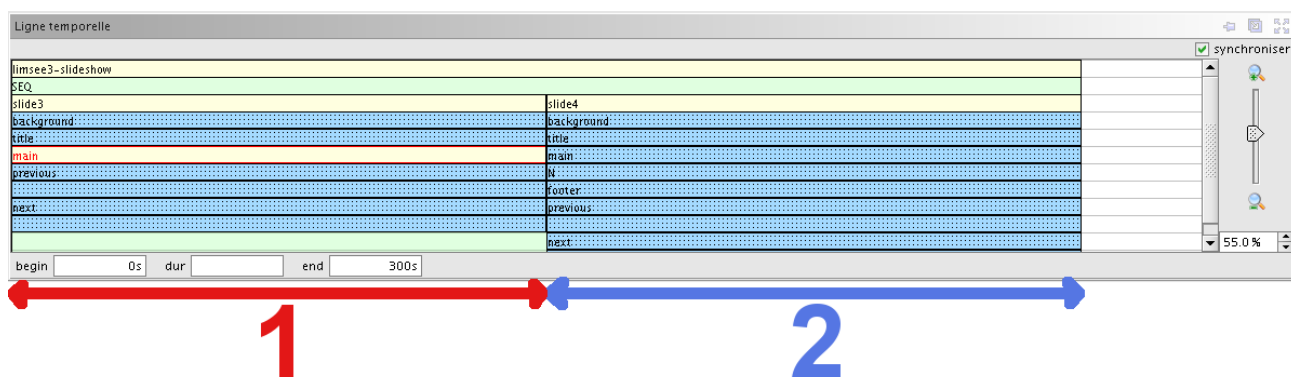 Ligne temporelle
synchroniser
limsee3-slideshow
SEQ
slide3 slide4
background background
title title
main main
previous N
footer
next previous
next
55.0 %
begin 0s dur end 300s
1 2